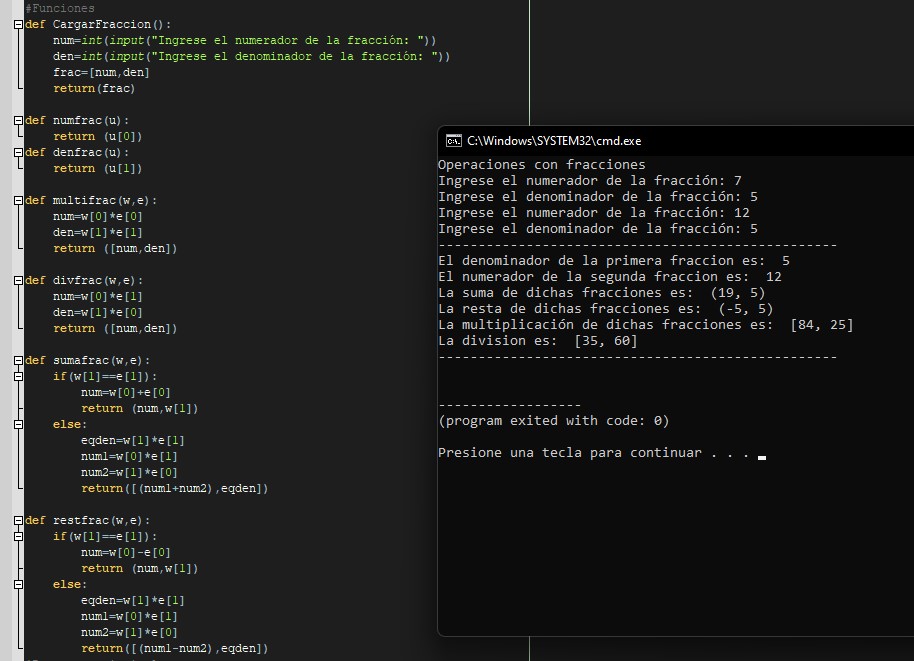 #Funciones
def CargarFraccion():
    num=int(input("Ingrese el numerador de la fracción: "))
    den=int(input("Ingrese el denominador de la fracción: "))
    frac=[num,den]
    return(frac)
def numfrac(u):
    return (u[0])
def denfrac(u):
    return (u[1])
def multifrac(w,e):
    num=w[0]*e[0]
    den=w[1]*e[1]
    return ([num,den])
def divfrac(w,e):
    num=w[0]*e[1]
    den=w[1]*e[0]
    return ([num,den])
def sumafrac(w,e):
    if(w[1]==e[1]):
        num=w[0]+e[0]
        return (num,w[1])
    else:
        eqden=w[1]*e[1]
        num1=w[0]*e[1]
        num2=w[1]*e[0]
        return([(num1+num2),eqden])
def restfrac(w,e):
    if(w[1]==e[1]):
        num=w[0]-e[0]
        return (num,w[1])
    else:
        eqden=w[1]*e[1]
        num1=w[0]*e[1]
        num2=w[1]*e[0]
        return([(num1-num2),eqden])
C:\Windows\SYSTEM32\cmd.exe
Operaciones con fracciones
Ingrese el numerador de la fracción: 7
Ingrese el denominador de la fracción: 5
Ingrese el numerador de la fracción: 12
Ingrese el denominador de la fracción: 5
--------------------------------------------------
El denominador de la primera fraccion es:  5
El numerador de la segunda fraccion es:  12
La suma de dichas fracciones es:  (19, 5)
La resta de dichas fracciones es:  (-5, 5)
La multiplicación de dichas fracciones es:  [84, 25]
La division es:  [35, 60]
--------------------------------------------------
------------------
(program exited with code: 0)
Presione una tecla para continuar . . .